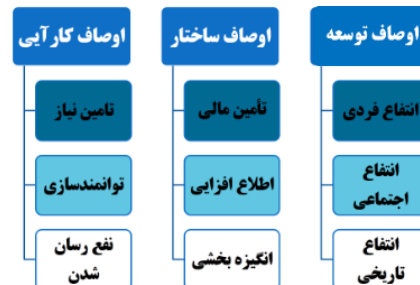 اوصاف توسعه
انتفاع فردی
انتفاع
اجتماعی
انتفاع
تاریخی
اوصاف ساختار
تأمین مالی
اطلاع افزایی
انگیزه بخشی
اوصاف کارآیی
تامین نیاز
توانمندسازی
نفع رسان
شدن